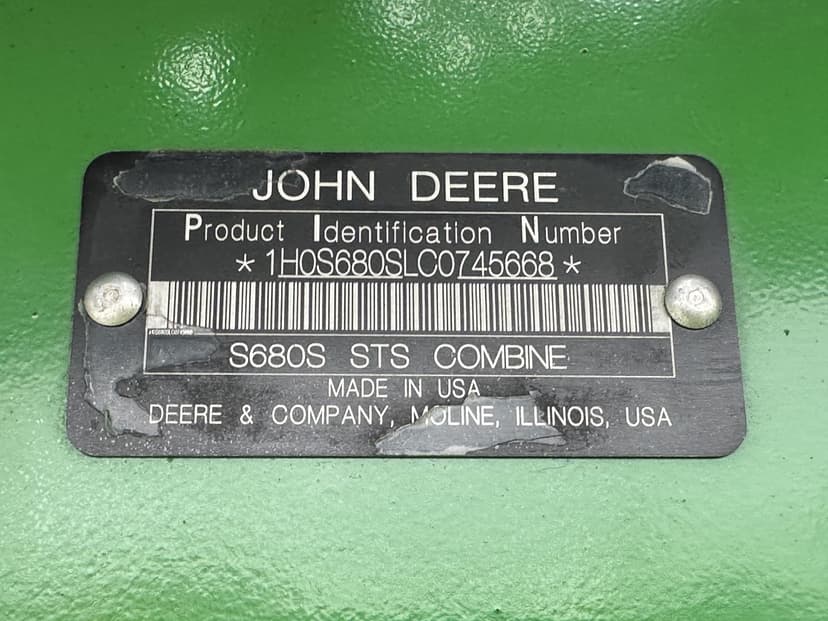 JOHN DEERE
Product Identification Number
*1H0S680SLC0745668*
S680S STS COMBINE
MADE IN USA
DEERE & COMPANY, MOLINE, ILLINOIS, USA